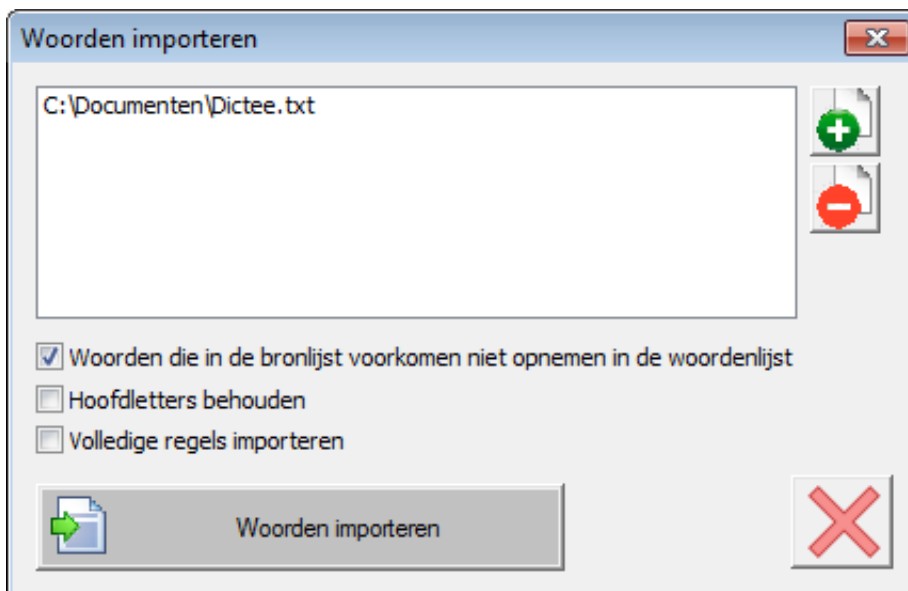 Woorden importeren
C:\Documenten\Dictee.txt
Woorden die in de bronlijst voorkomen niet opnemen in de woordenlijst
Hoofdletters behouden
Volledige regels importeren
Woorden importeren